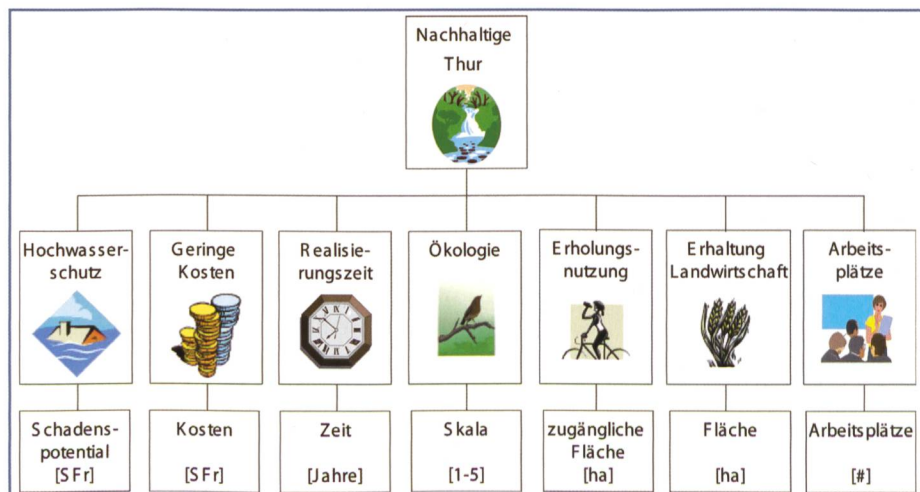 Nachhaltige
Thur
Hochwasser-
schutz
Geringe
Kosten
Realisie-
rungszeit
Ökologie
Erholungs-
nutzung
Erhaltung
Landwirtschaft
Arbeits-
plätze
Schadens-
potential
[SFr]
Kosten
[SFr]
Zeit
[Jahre]
Skala
[1-5]
zugängliche
Fläche
[ha]
Fläche
[ha]
Arbeitsplätze
[#]